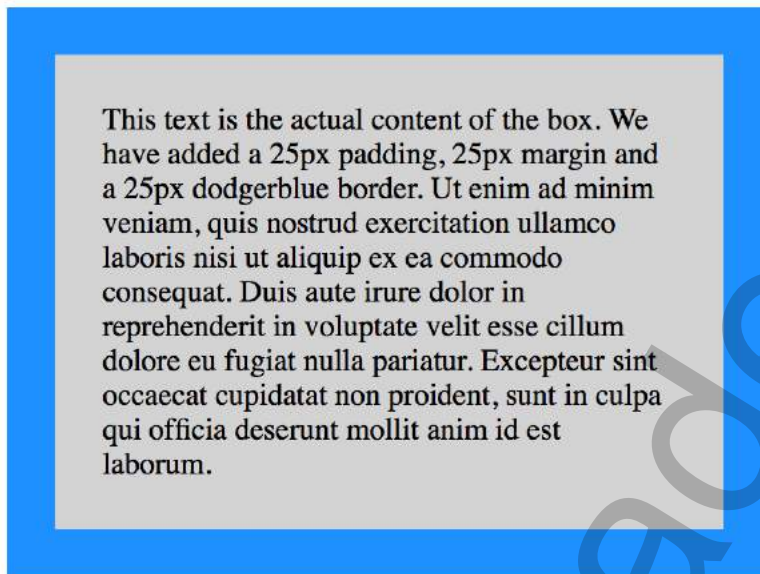 This text is the actual content of the box. We
have added a 25px padding, 25px margin and
a 25px dodgerblue border. Ut enim ad minim
veniam, quis nostrud exercitation ullamco
laboris nisi ut aliquip ex ea commodo
consequat. Duis aute irure dolor in
reprehenderit in voluptate velit esse cillum
dolore eu fugiat nulla pariatur. Excepteur sint
occaecat cupidatat non proident, sunt in culpa
qui officia deserunt mollit anim id est
laborum.